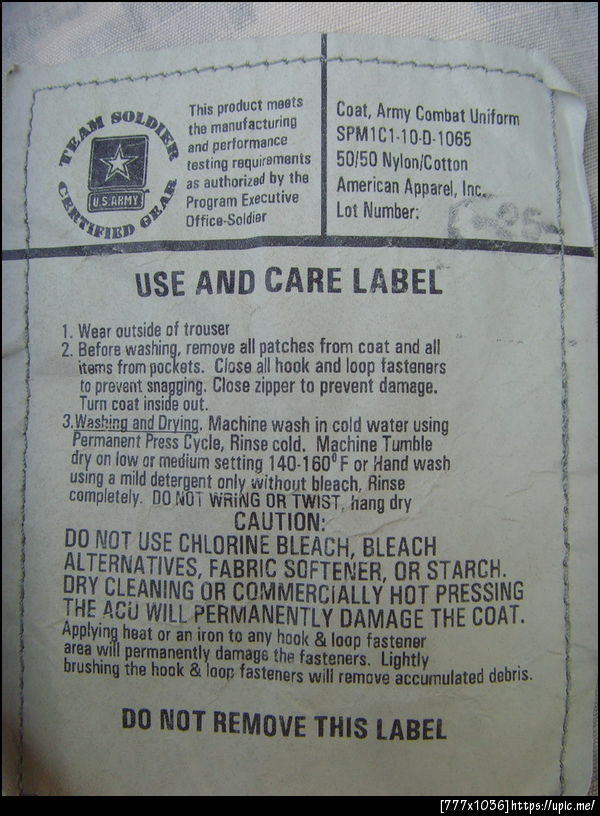 TEAM SOLDIER
CERTIFIED GEAR
U.S.ARMY
This product meets
the manufacturing
and performance
testing requirements
as authorized by the
Program Executive
Office-Soldier
Coat, Army Combat Uniform
SPM1C1-10-D-1065
50/50 Nylon/Cotton
American Apparel, Inc.
Lot Number:
USE AND CARE LABEL
1. Wear outside of trouser
2. Before washing, remove all patches from coat and all
items from pockets. Close all hook and loop fasteners
to prevent snagging. Close zipper to prevent damage.
Turn coat inside out.
3.Washing and Drying. Machine wash in cold water using
Permanent Press Cycle, Rinse cold. Machine Tumble
dry on low or medium setting 140-160° F or Hand wash
using a mild detergent only without bleach, Rinse
completely. DO NOT WRING OR TWIST, hang dry
CAUTION:
DO NOT USE CHLORINE BLEACH, BLEACH
ALTERNATIVES, FABRIC SOFTENER, OR STARCH.
DRY CLEANING OR COMMERCIALLY HOT PRESSING
THE ACU WILL PERMANENTLY DAMAGE THE COAT.
Applying heat or an iron to any hook & loop fastener
area will permanently damage the fasteners. Lightly
brushing the hook & loop fasteners will remove accumulated debris.
DO NOT REMOVE THIS LABEL
[777x1036]https://upic.me/